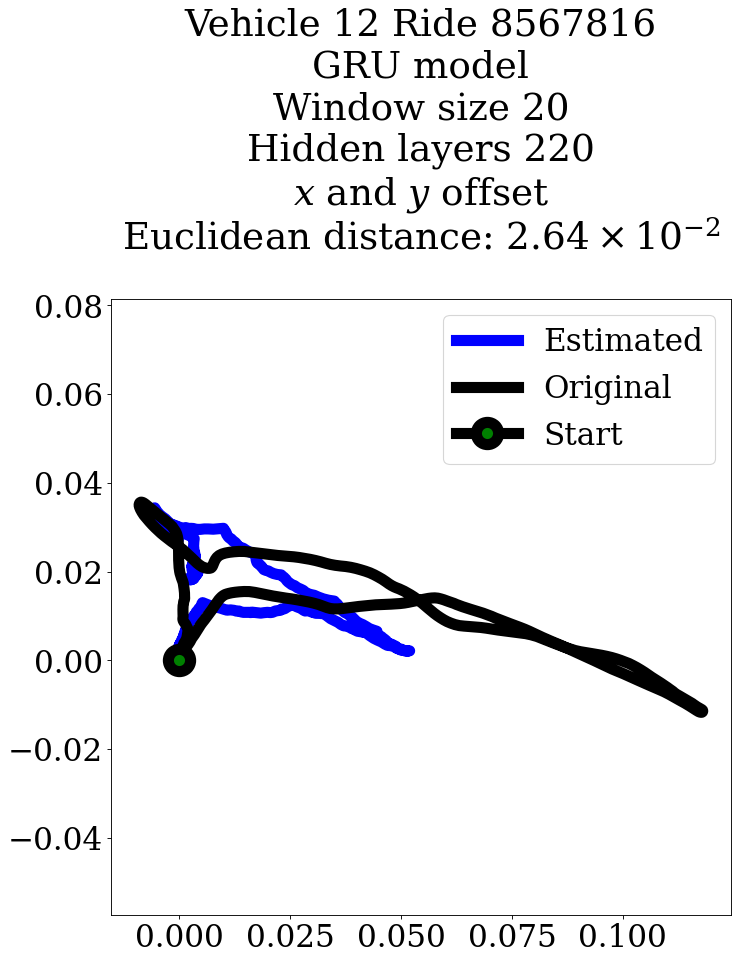 Vehicle 12 Ride 8567816
GRU model
Window size 20
Hidden layers 220
x and y offset
Euclidean distance: 2.64 × 10⁻²
0.08
0.06
0.04
0.02
0.00
−0.02
−0.04
Estimated
Original
Start
0.000 0.025 0.050 0.075 0.100